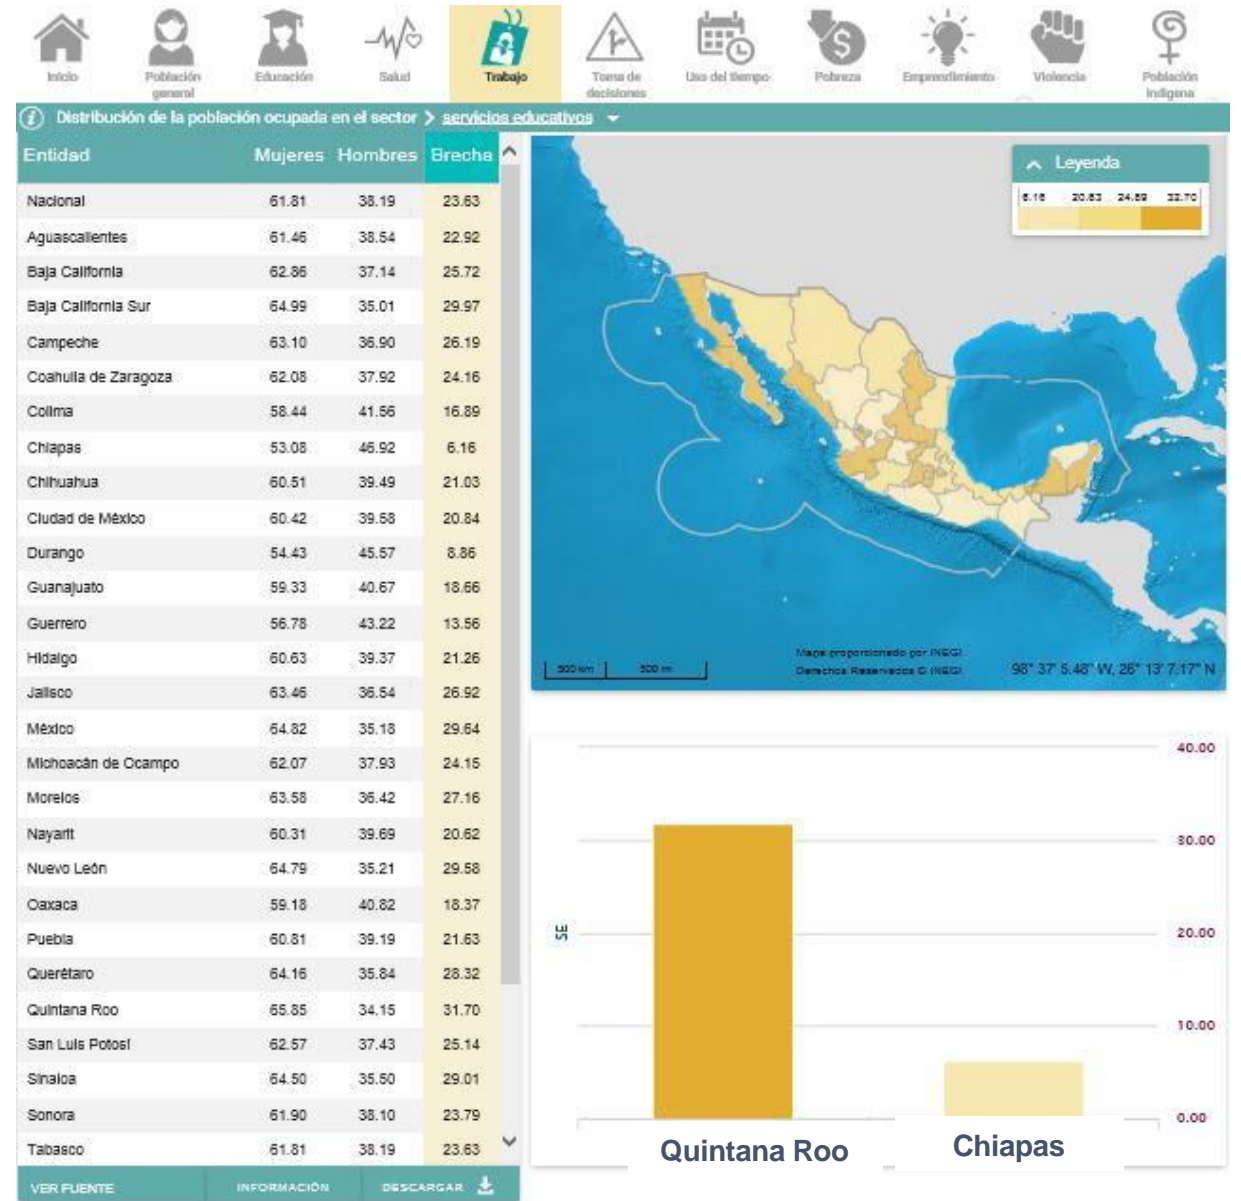 Inicio
Población general
Educación
Salud
Trabajo
Toma de decisiones
Uso del tiempo
Pobreza
Emprendimiento
Violencia
Población Indígena
Distribución de la población ocupada en el sector > servicios educativos
Entidad Mujeres Hombres Brecha
Nacional 61.81 38.19 23.63
Aguascalientes 61.46 38.54 22.92
Baja California 62.86 37.14 25.72
Baja California Sur 64.99 35.01 29.97
Campeche 63.10 36.90 26.19
Coahuila de Zaragoza 62.08 37.92 24.16
Colima 58.44 41.56 16.89
Chiapas 53.08 46.92 6.16
Chihuahua 60.51 39.49 21.03
Ciudad de México 60.42 39.58 20.84
Durango 54.43 45.57 8.86
Guanajuato 59.33 40.67 18.66
Guerrero 56.78 43.22 13.56
Hidalgo 60.63 39.37 21.26
Jalisco 63.46 36.54 26.92
México 64.82 35.18 29.64
Michoacán de Ocampo 62.07 37.93 24.15
Morelos 63.58 36.42 27.16
Nayarit 60.31 39.69 20.62
Nuevo León 64.79 35.21 29.58
Oaxaca 59.18 40.82 18.37
Puebla 60.81 39.19 21.63
Querétaro 64.16 35.84 28.32
Quintana Roo 65.85 34.15 31.70
San Luis Potosí 62.57 37.43 25.14
Sinaloa 64.50 35.50 29.01
Sonora 61.90 38.10 23.79
Tabasco 61.81 38.19 23.63
VER FUENTE INFORMACIÓN DESCARGAR
Leyenda
6.16 20.83 24.89 32.70
500 km 500 m
Mapa proporcionado por INEGI
Derechos Reservados © INEGI
98° 37' 5.48" W, 26° 13' 7.17" N
40.00
30.00
20.00
10.00
0.00
SE
Quintana Roo Chiapas